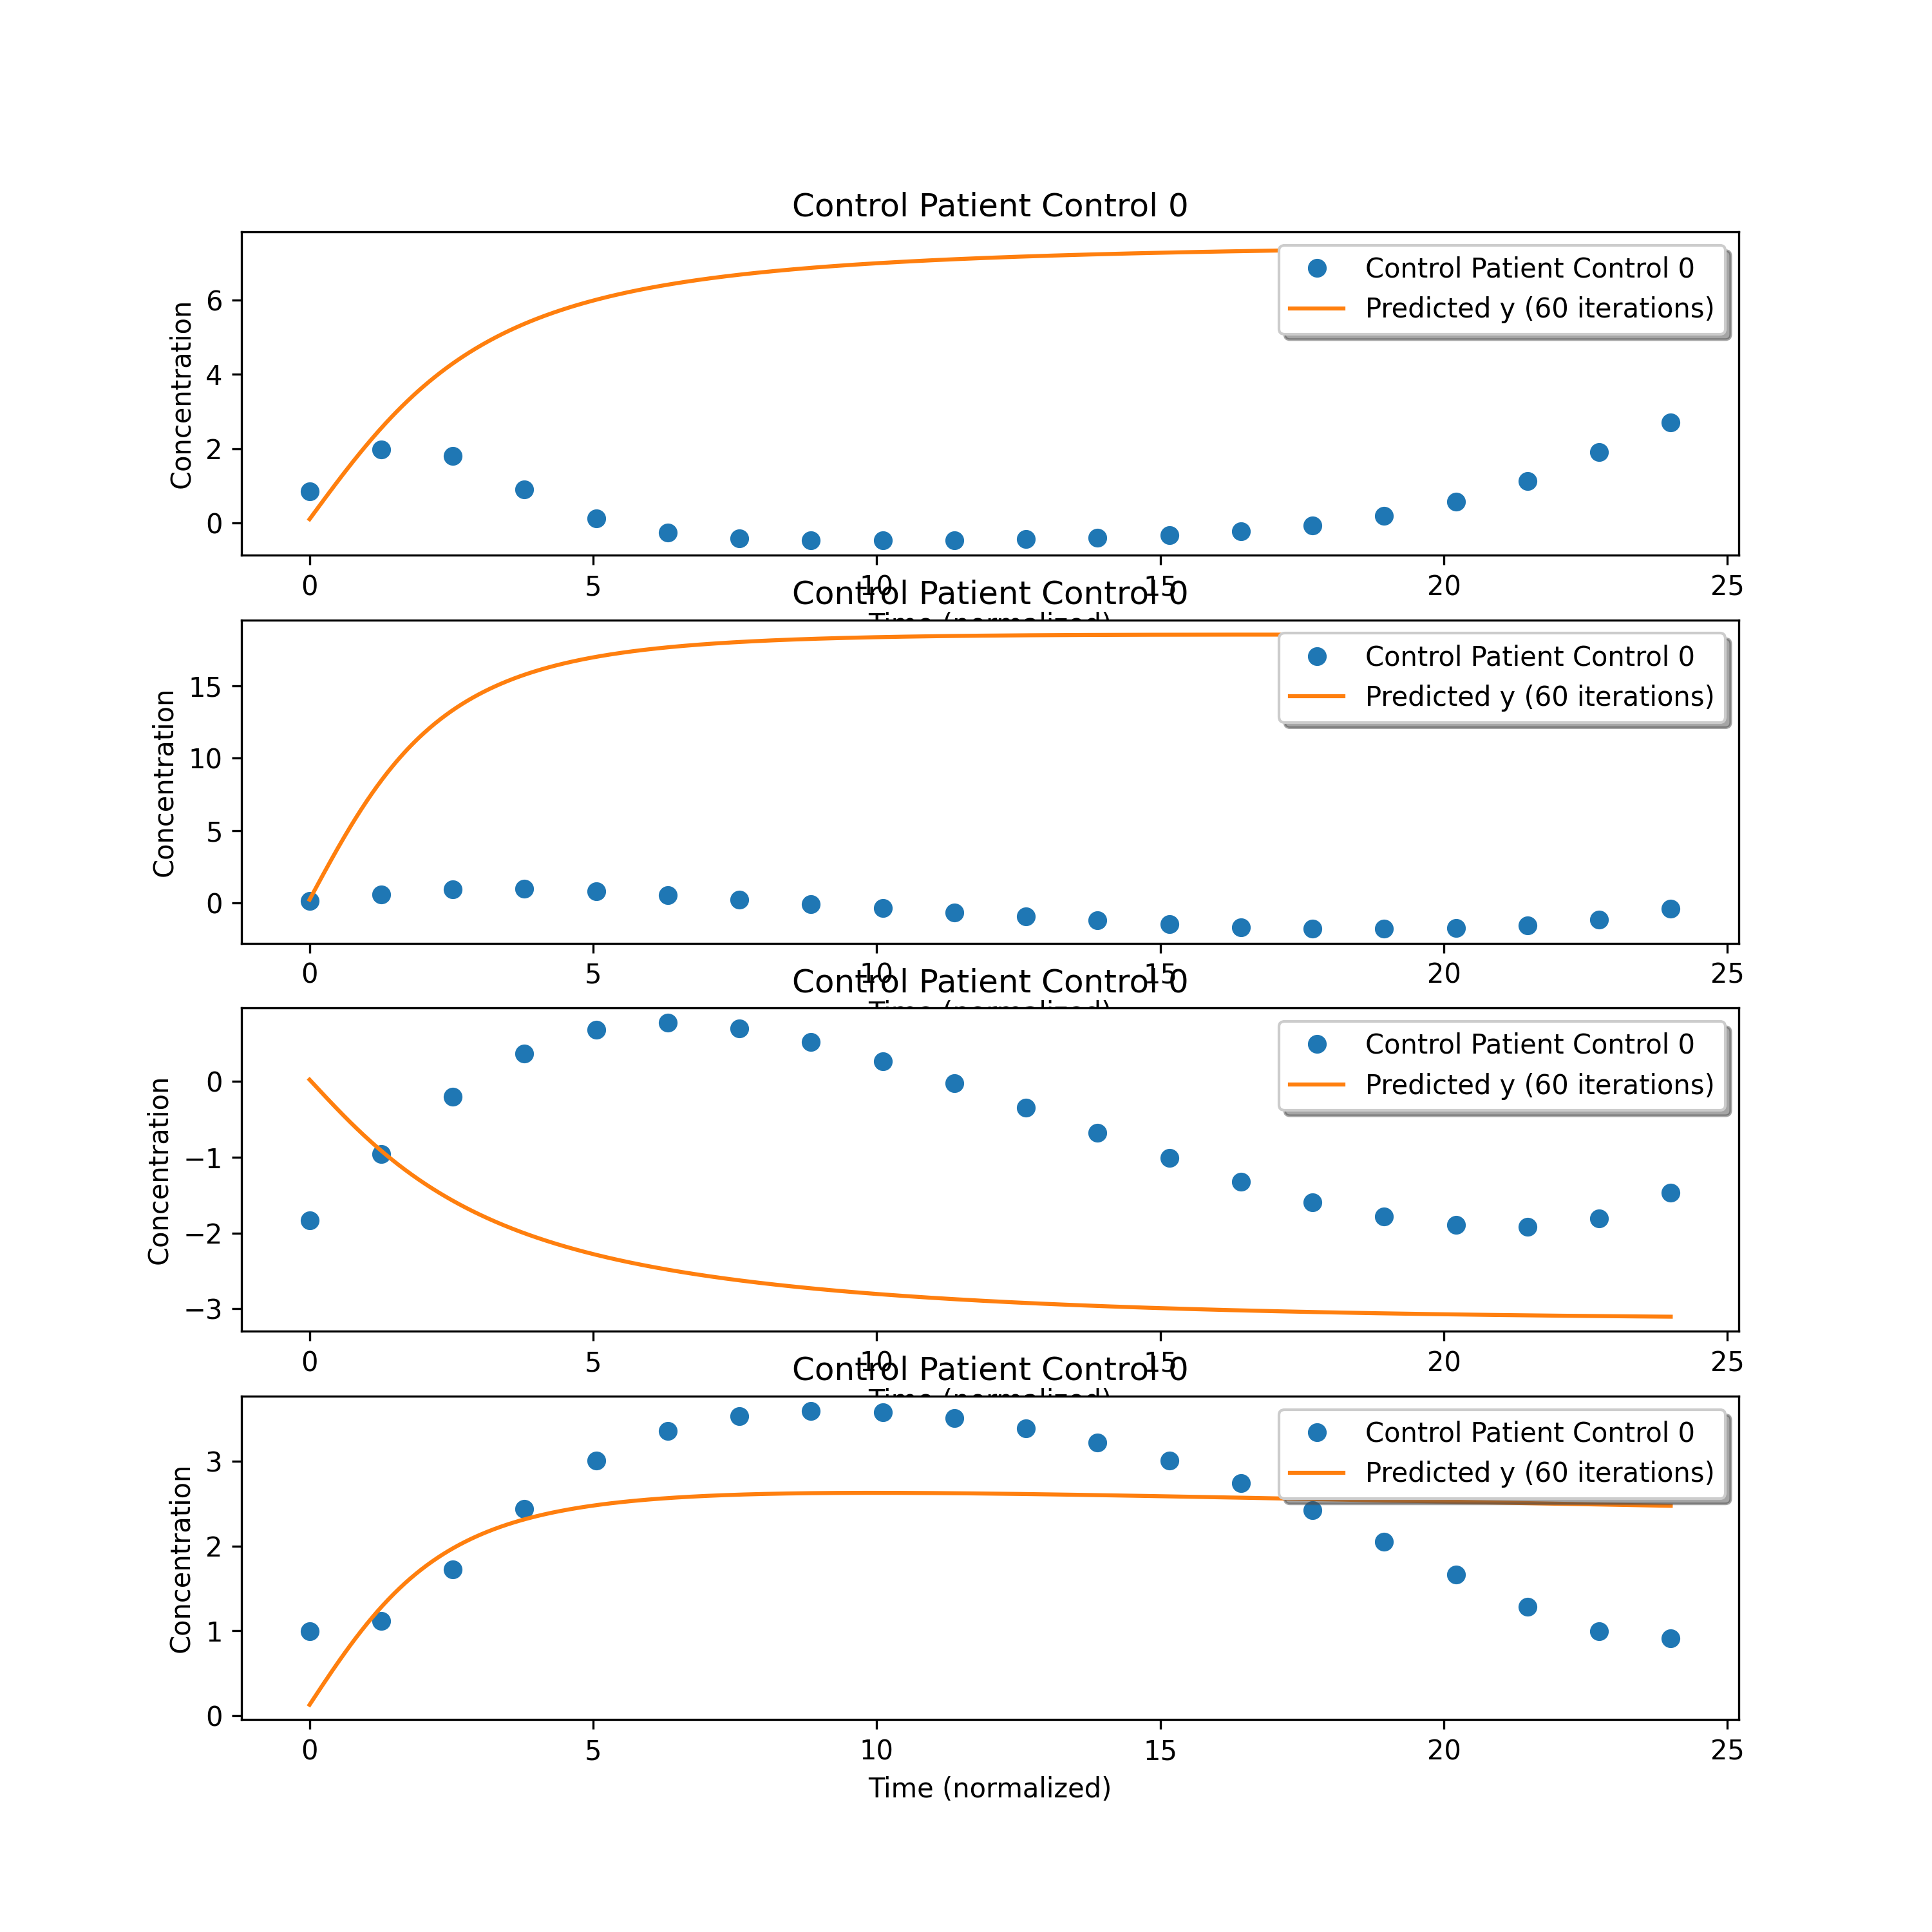 Control Patient Control 0
Concentration
6
4
2
0
Control Patient Control 0
Predicted y (60 iterations)
0 5 10 15 20 25
Control Patient Control 0
Concentration
15
10
5
0
Control Patient Control 0
Predicted y (60 iterations)
0 5 10 15 20 25
Control Patient Control 0
Concentration
0
−1
−2
−3
Control Patient Control 0
Predicted y (60 iterations)
0 5 10 15 20 25
Control Patient Control 0
Concentration
3
2
1
0
Control Patient Control 0
Predicted y (60 iterations)
0 5 10 15 20 25
Time (normalized)